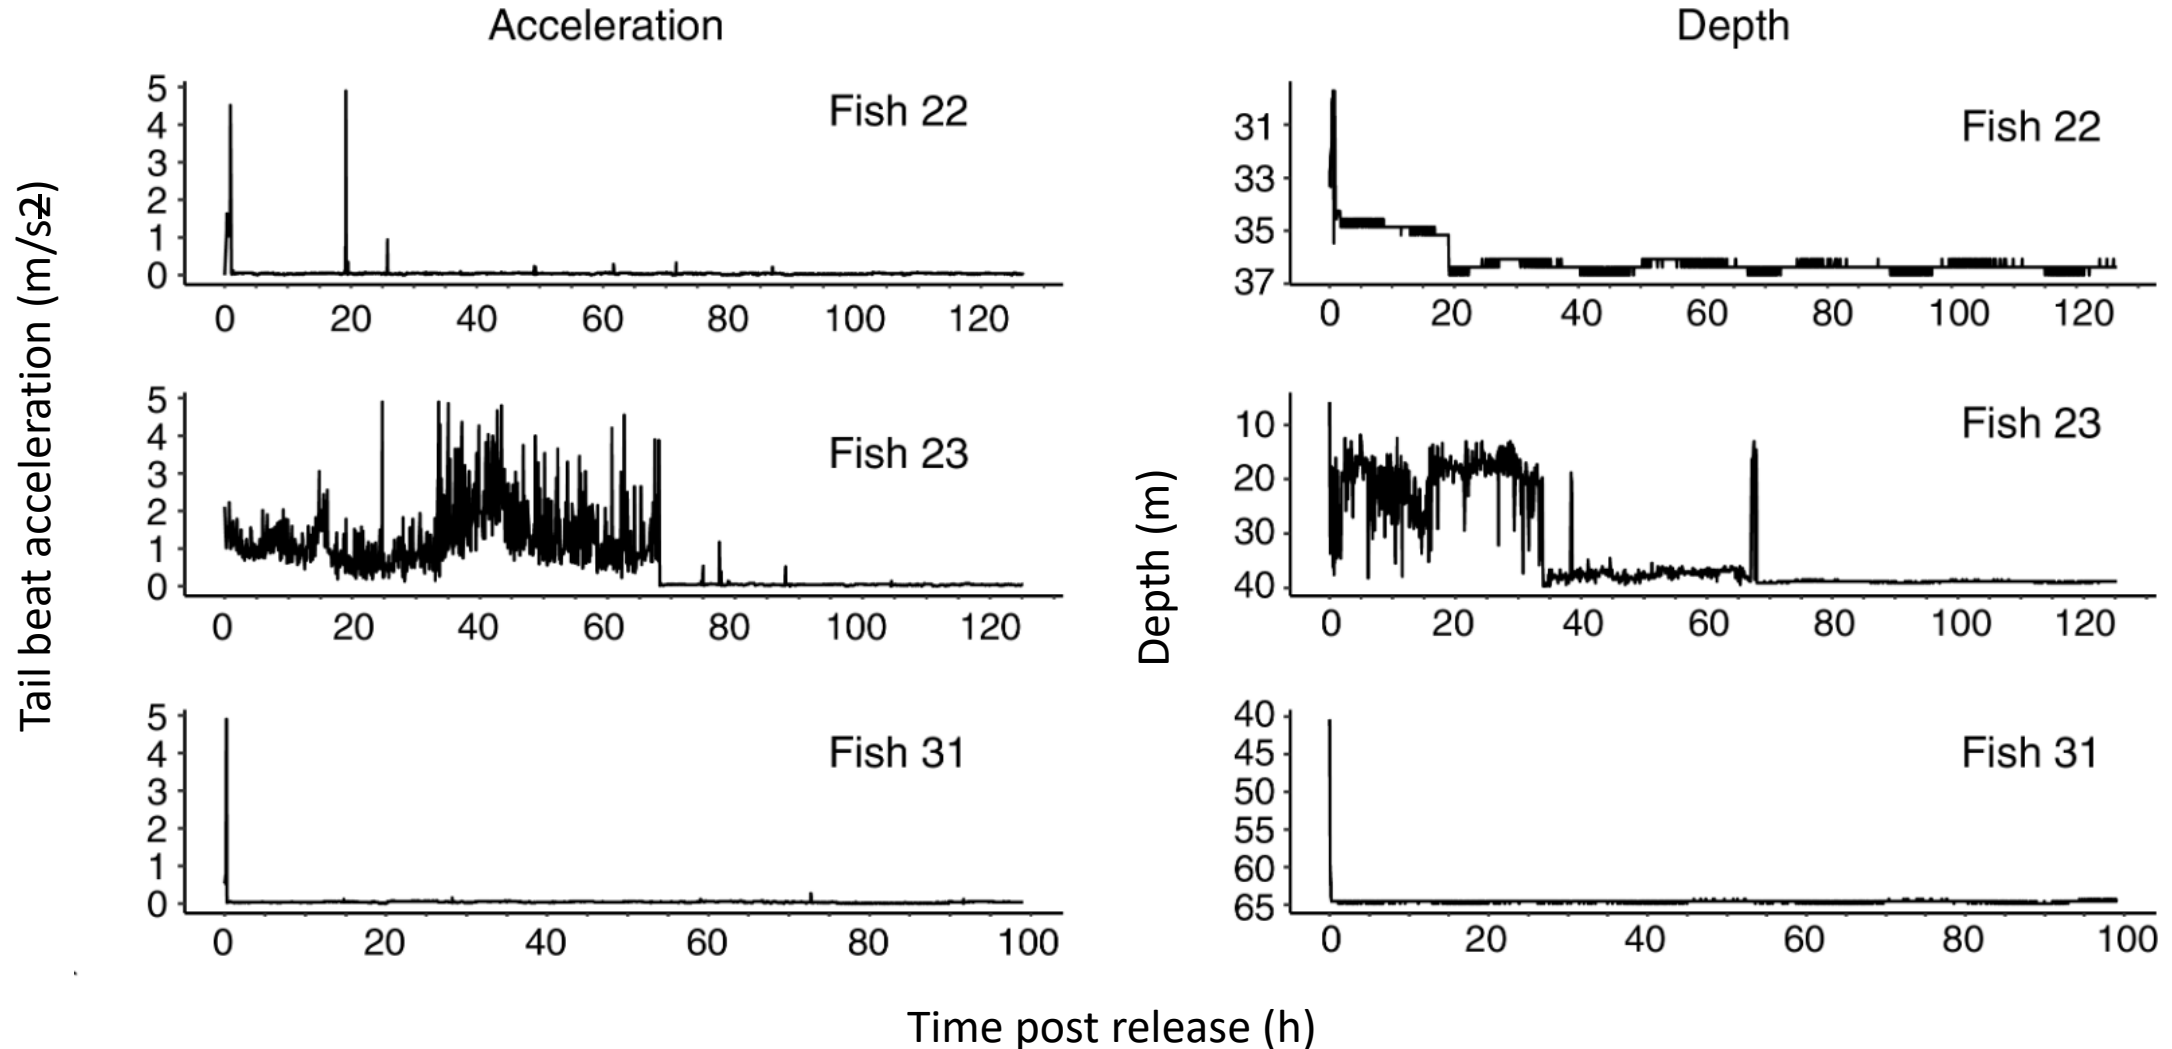 Acceleration
Depth
Tail beat acceleration (m/s2)
5
4
3
2
1
0
Fish 22
0 20 40 60 80 100 120
31
33
35
37
Fish 22
0 20 40 60 80 100 120
5
4
3
2
1
0
Fish 23
0 20 40 60 80 100 120
Depth (m)
10
20
30
40
Fish 23
0 20 40 60 80 100 120
5
4
3
2
1
0
Fish 31
0 20 40 60 80 100
40
45
50
55
60
65
Fish 31
0 20 40 60 80 100
Time post release (h)